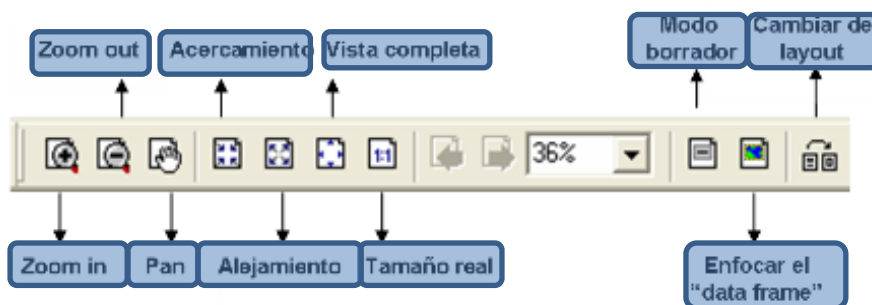 Zoom out
Acercamiento
Vista completa
Modo
borrador
Cambiar de
layout
1:1
36%
Zoom in
Pan
Alejamiento
Tamaño real
Enfocar el
“data frame”